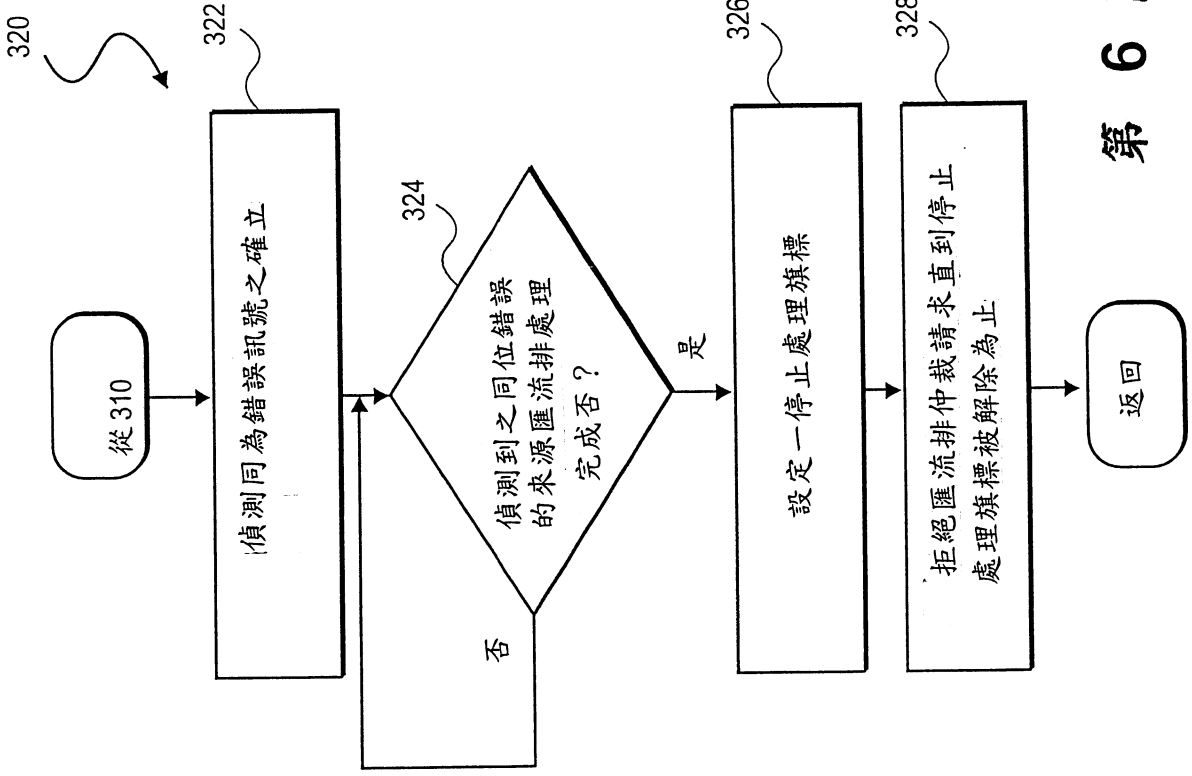 320
從 310
322
偵測同為錯誤訊號之確立
324
偵測到之同位錯誤
的來源匯流排處理
完成否？
否
是
326
設定一停止處理旗標
328
拒絕匯流排仲裁請求直到停止
處理旗標被解除為止
返回
第 6